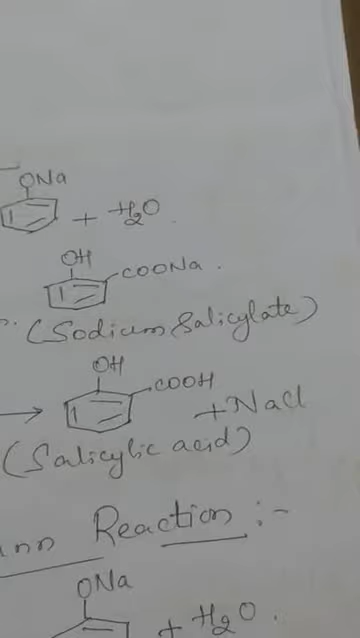 ONa
+ H₂O
OH
COONa.
(Sodium Salicylate)
OH
COOH
→ + NaCl
(Salicylic acid)
Reaction :-
ONa
+ H₂O.